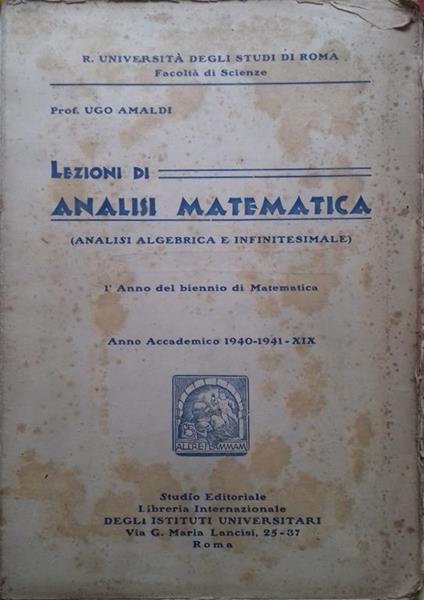 R. UNIVERSITÀ DEGLI STUDI DI ROMA
Facoltà di Scienze
Prof. UGO AMALDI
LEZIONI DI
ANALISI MATEMATICA
(ANALISI ALGEBRICA E INFINITESIMALE)
1° Anno del biennio di Matematica
Anno Accademico 1940-1941-XIX
ALERE FLAMMAM
Studio Editoriale
Libreria Internazionale
DEGLI ISTITUTI UNIVERSITARI
Via G. Maria Lancisi, 25-37
Roma